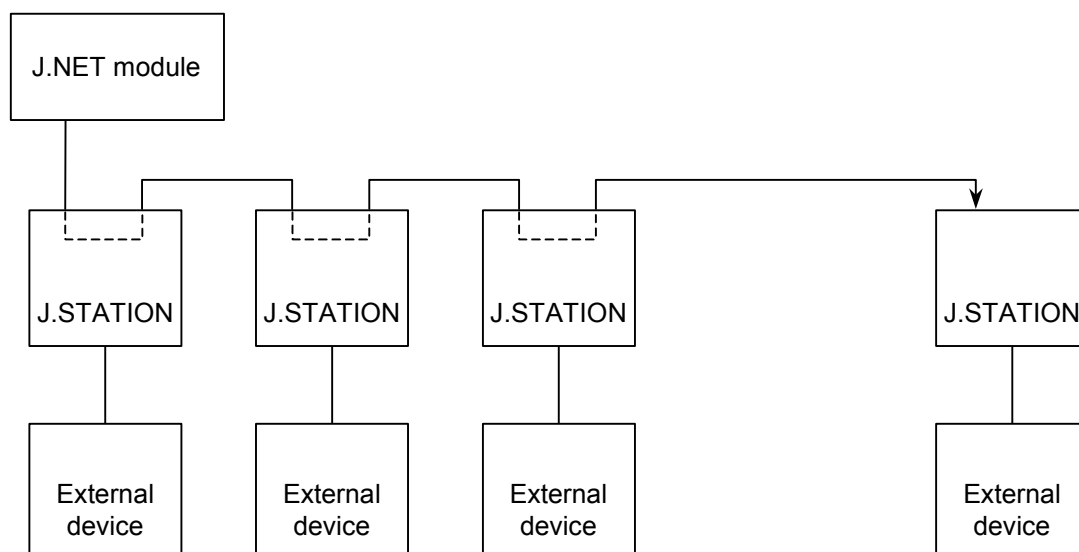 J.NET module
J.STATION
J.STATION
J.STATION
J.STATION
External
device
External
device
External
device
External
device